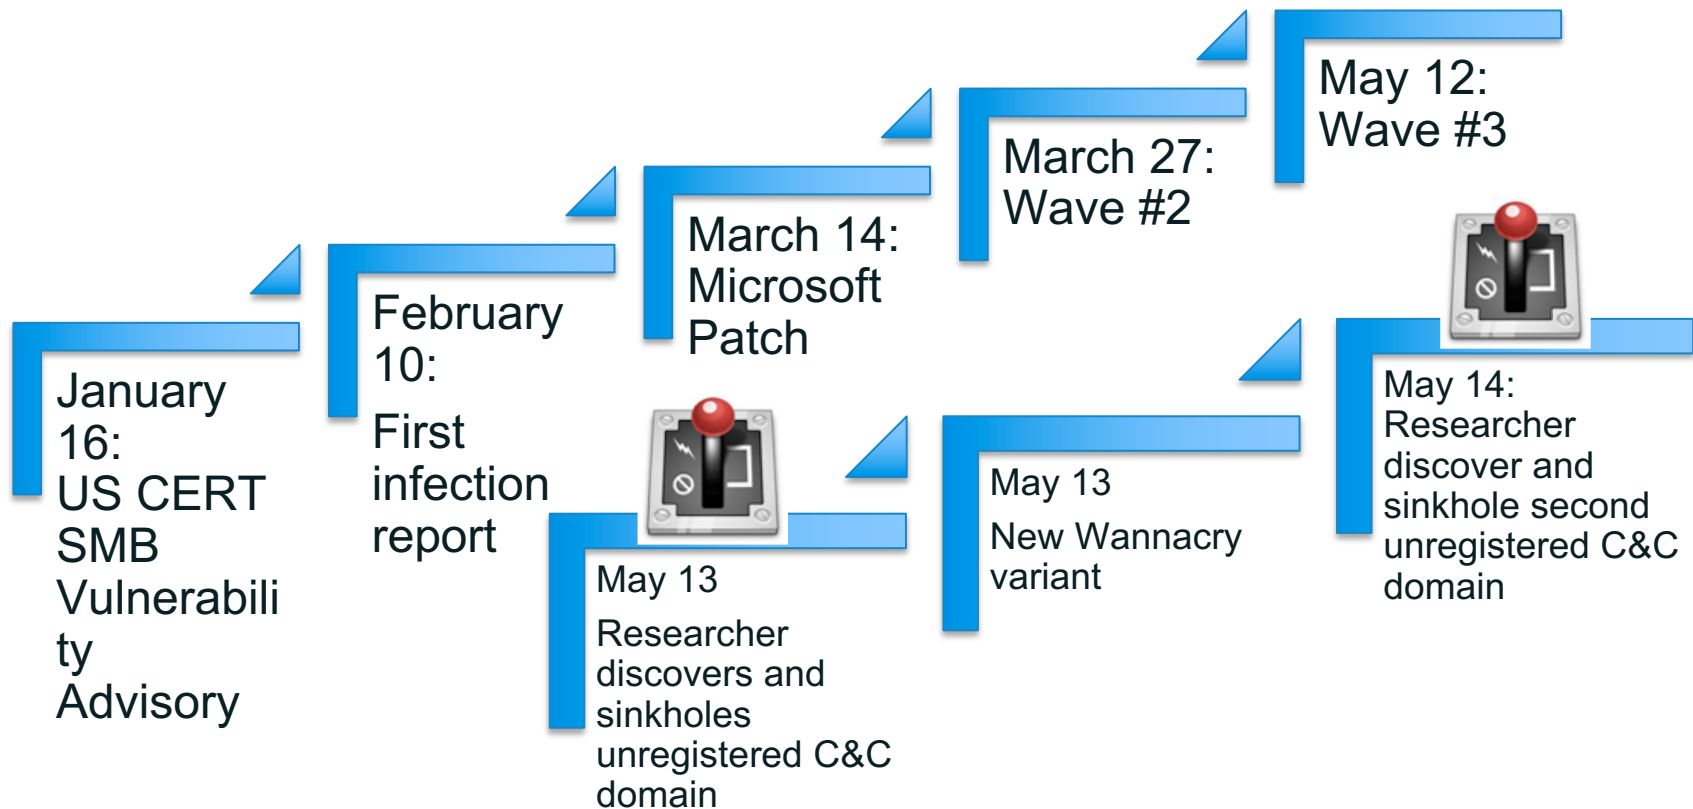 January
16:
US CERT
SMB
Vulnerabili
ty
Advisory
February
10:
First
infection
report
March 14:
Microsoft
Patch
March 27:
Wave #2
May 12:
Wave #3
May 13
Researcher
discovers and
sinkholes
unregistered C&C
domain
May 13
New Wannacry
variant
May 14:
Researcher
discover and
sinkhole second
unregistered C&C
domain